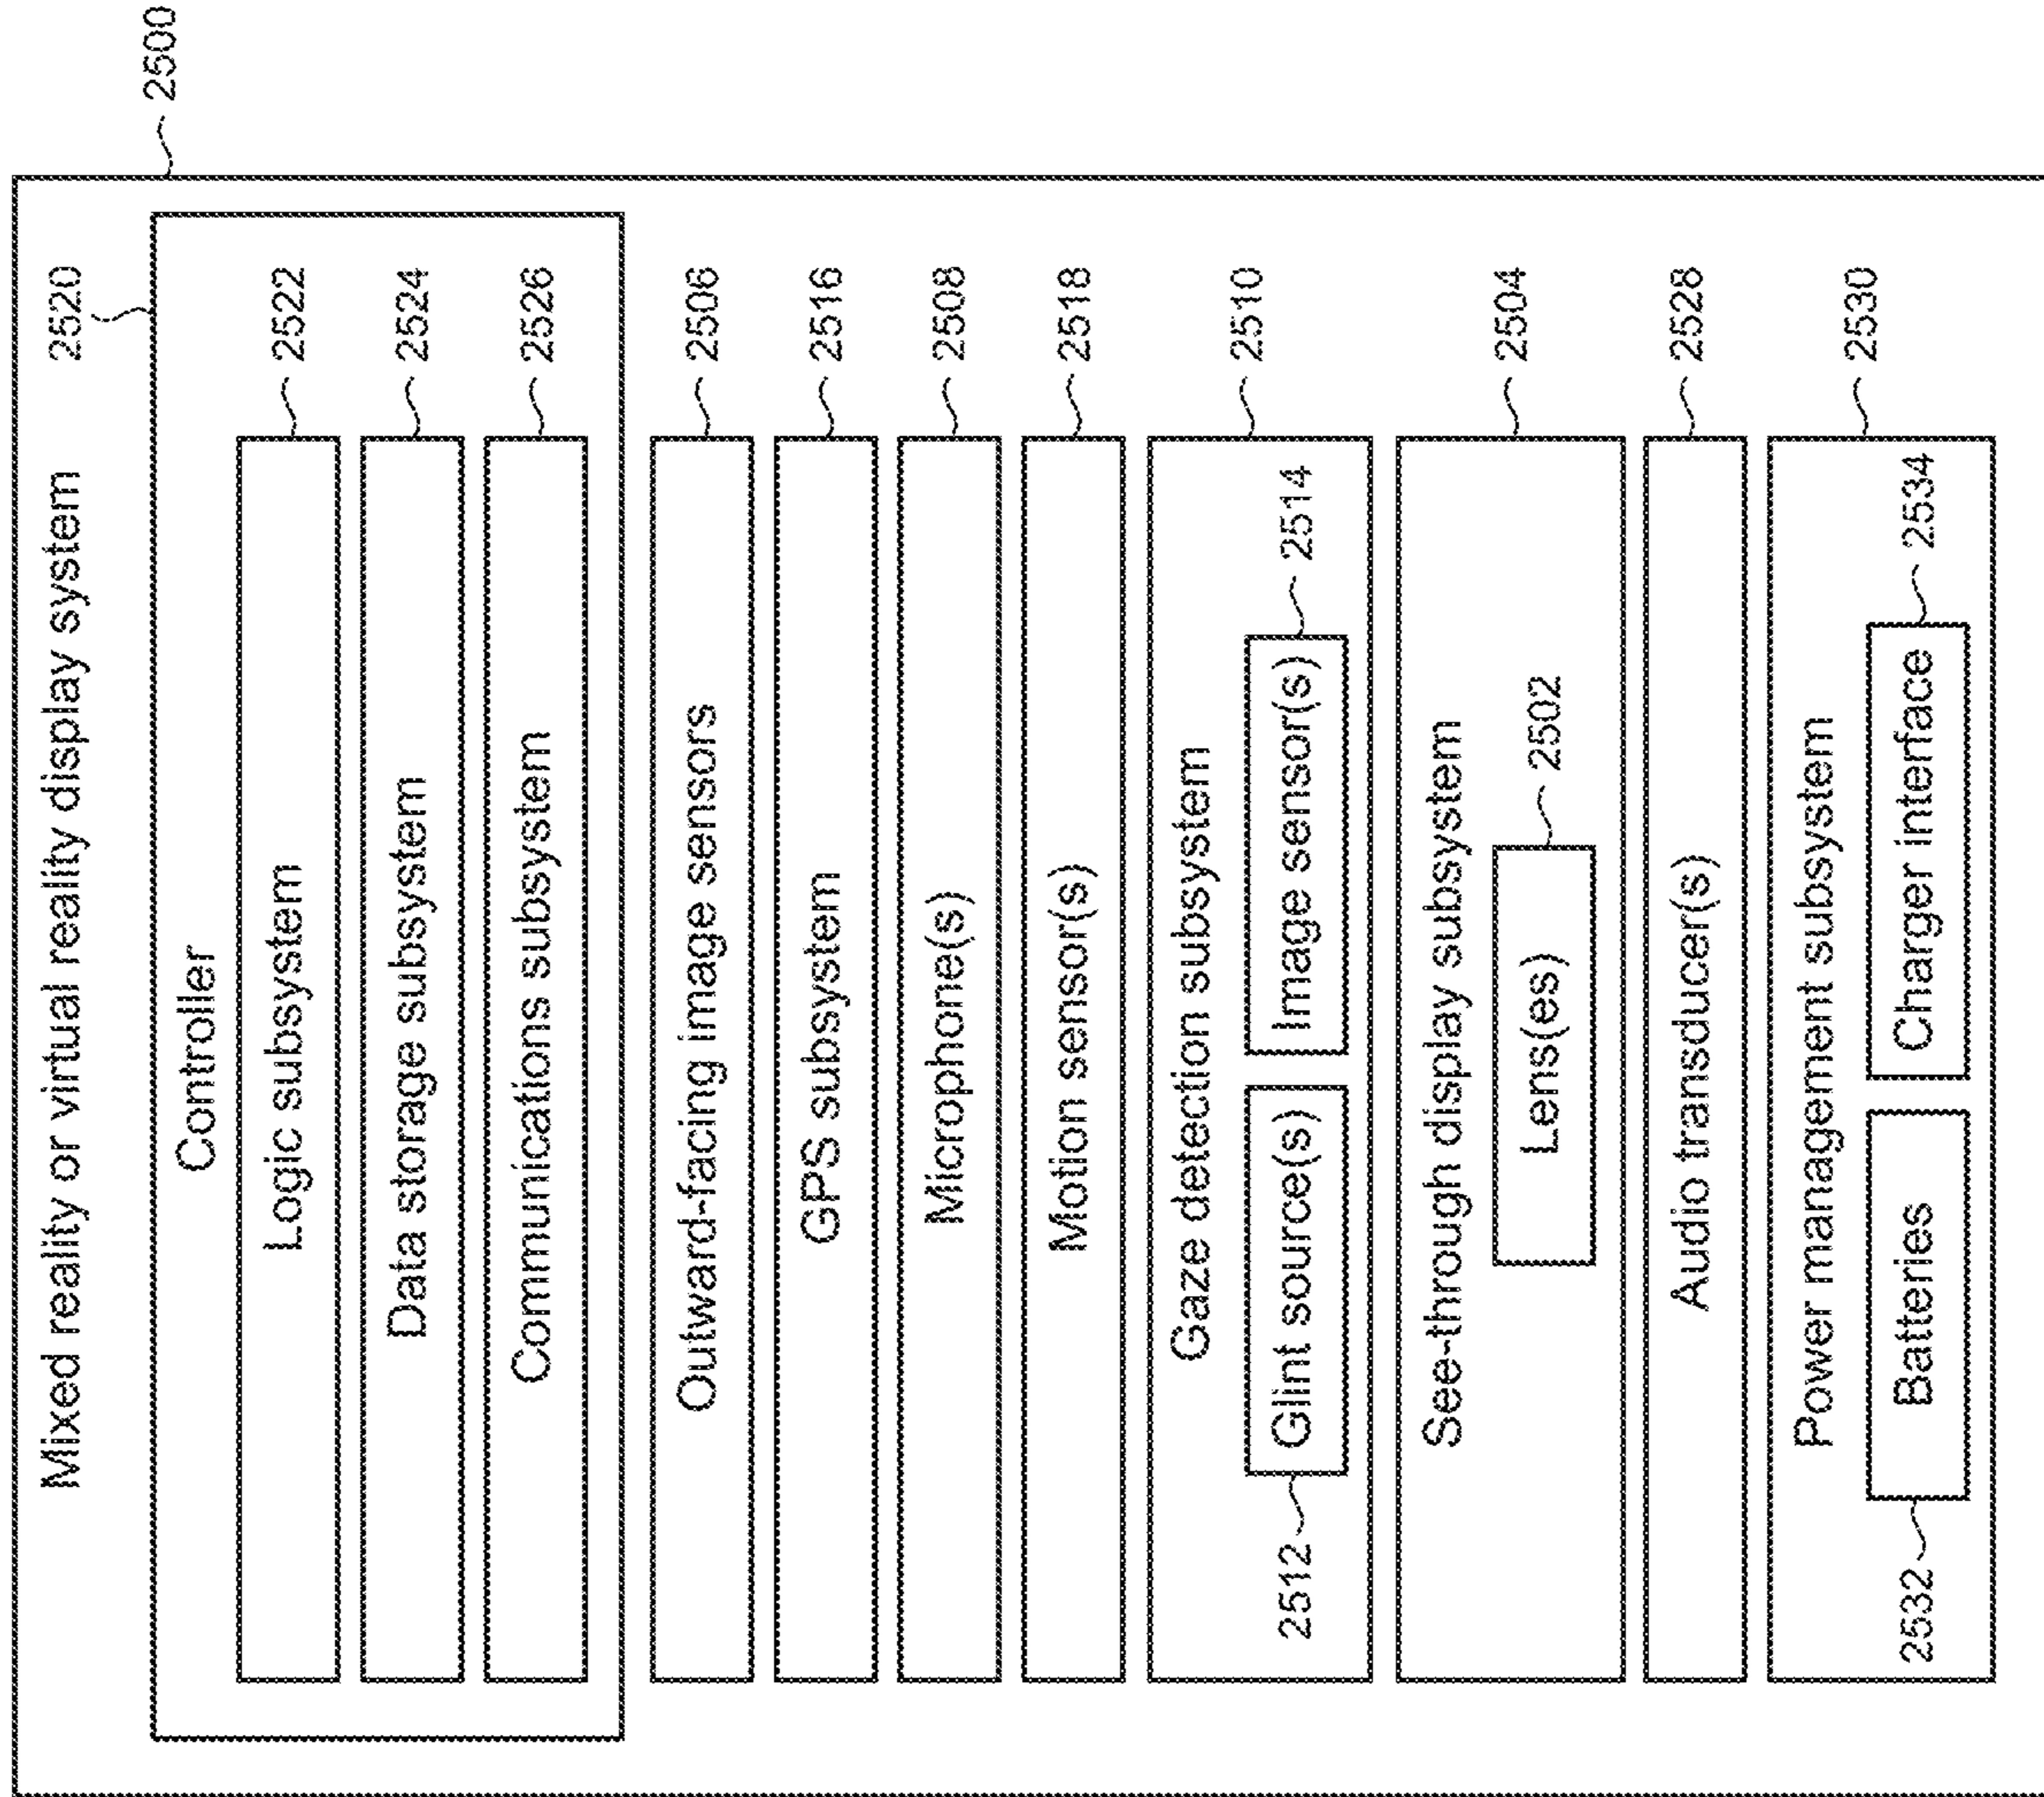 Mixed reality or virtual reality display system
2500
2520
Controller
Logic subsystem
2522
Data storage subsystem
2524
Communications subsystem
2526
Outward-facing image sensors
2506
GPS subsystem
2516
Microphone(s)
2508
Motion sensor(s)
2518
Gaze detection subsystem
2510
2512
Glint source(s)
Image sensor(s)
2514
See-through display subsystem
2504
Lens(es)
2502
Audio transducer(s)
2528
Power management subsystem
2530
2532
Batteries
Charger interface
2534